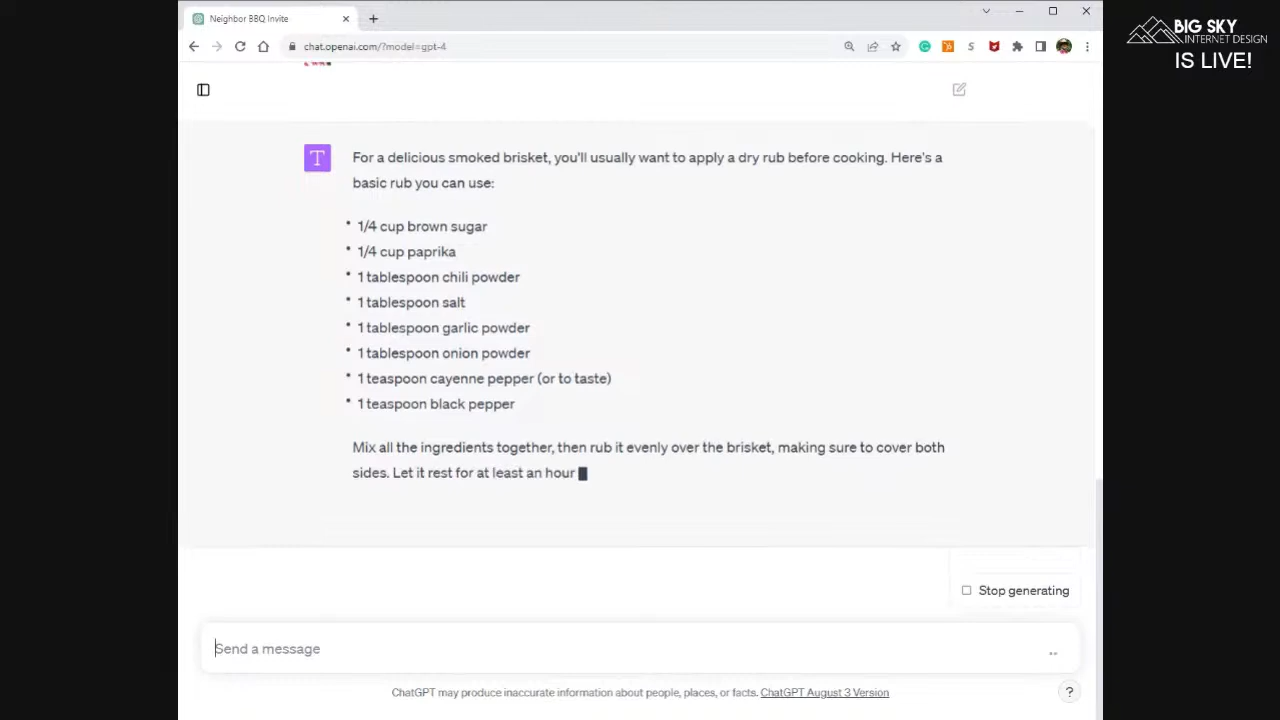 Neighbor BBQ Invite
BIG SKY
INTERNET DESIGN
IS LIVE!
chat.openai.com/?model=gpt-4
T
For a delicious smoked brisket, you'll usually want to apply a dry rub before cooking. Here's a
basic rub you can use:
• 1/4 cup brown sugar
• 1/4 cup paprika
• 1 tablespoon chili powder
• 1 tablespoon salt
• 1 tablespoon garlic powder
• 1 tablespoon onion powder
• 1 teaspoon cayenne pepper (or to taste)
• 1 teaspoon black pepper
Mix all the ingredients together, then rub it evenly over the brisket, making sure to cover both
sides. Let it rest for at least an hour
Stop generating
Send a message
ChatGPT may produce inaccurate information about people, places, or facts. ChatGPT August 3 Version
?